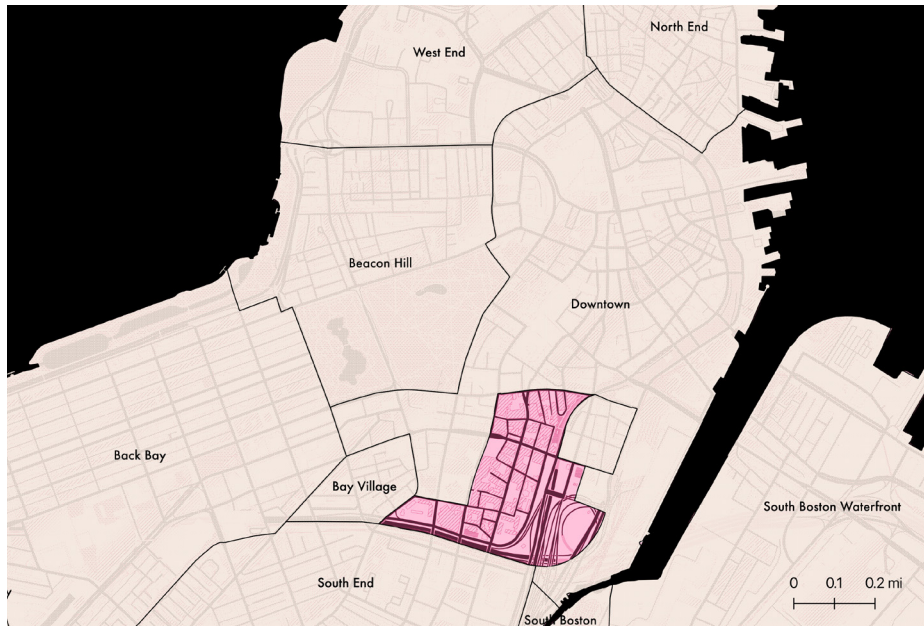 North End
West End
Beacon Hill
Downtown
Back Bay
Bay Village
South Boston Waterfront
South End
0 0.1 0.2 mi
South Boston
y